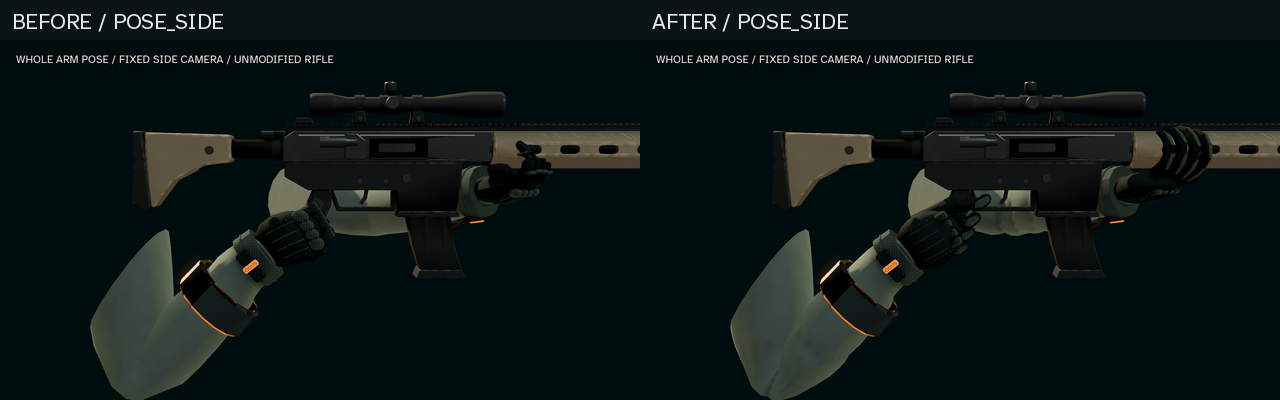 BEFORE / POSE_SIDE
AFTER / POSE_SIDE
WHOLE ARM POSE / FIXED SIDE CAMERA / UNMODIFIED RIFLE
WHOLE ARM POSE / FIXED SIDE CAMERA / UNMODIFIED RIFLE